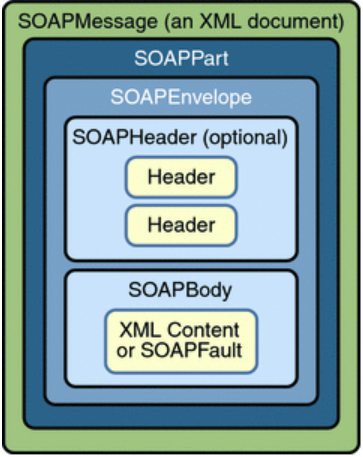 SOAPMessage (an XML document)
SOAPPart
SOAPEnvelope
SOAPHeader (optional)
Header
Header
SOAPBody
XML Content
or SOAPFault